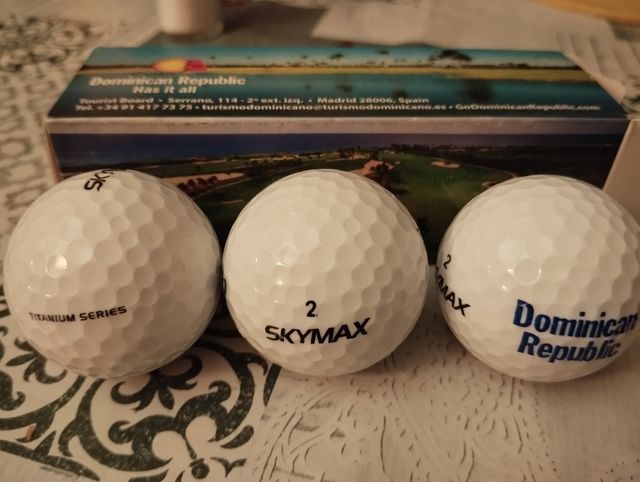 Dominican Republic
Has it all
Tourist Board • Serrano, 114 - 2º ext. Izq. • Madrid 28006, Spain
Tel. +34 91 417 73 75 • turismodominicano@turismodominicano.es • GoDominicanRepublic.com
SK
TITANIUM SERIES
2
SKYMAX
2
MAX
Dominican
Republic